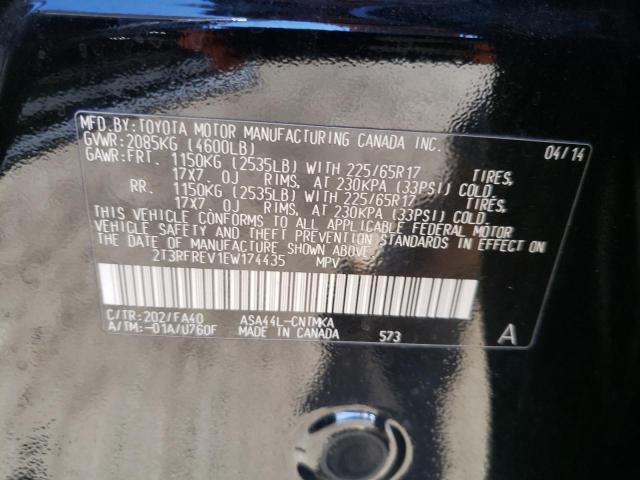 MFD.BY:TOYOTA MOTOR MANUFACTURING CANADA INC.
GVWR:2085KG (4600LB) 04/14
GAWR:FRT. 1150KG (2535LB) WITH 225/65R17 TIRES,
17X7. 0J RIMS, AT 230KPA (33PSI) COLD.
RR. 1150KG (2535LB) WITH 225/65R17 TIRES,
17X7. 0J RIMS, AT 230KPA (33PSI) COLD.
THIS VEHICLE CONFORMS TO ALL APPLICABLE FEDERAL MOTOR
VEHICLE SAFETY AND THEFT PREVENTION STANDARDS IN EFFECT ON
THE DATE OF MANUFACTURE SHOWN ABOVE.
2T3RFREV1EW174435 MPV
C/TR:202/FA40 ASA44L-CNTMKA
A/TM:-01A/U760F MADE IN CANADA 573 A